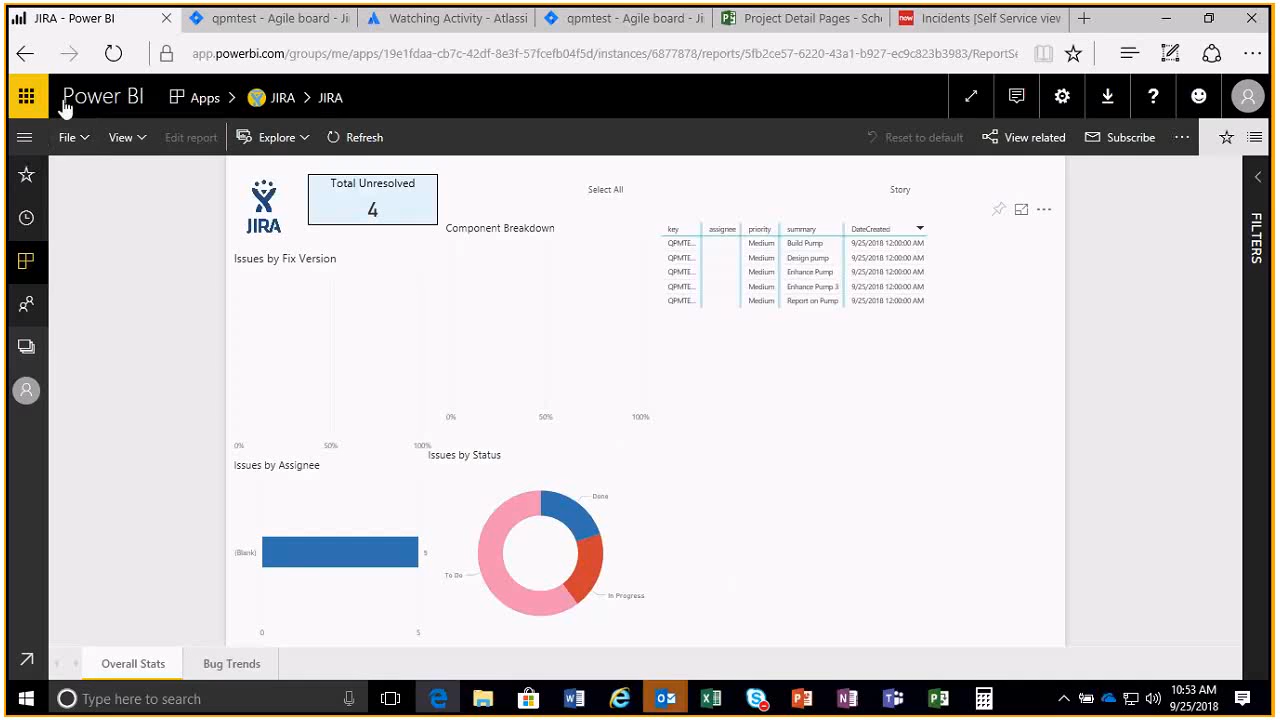 JIRA - Power BI
qpmtest - Agile board - Ji
Watching Activity - Atlassi
qpmtest - Agile board - Ji
Project Detail Pages - Sch
Incidents [Self Service view
app.powerbi.com/groups/me/apps/19e1fdaa-cb7c-42df-8e3f-57fcefb04f5d/instances/6877878/reports/5fb2ce57-6220-43a1-b927-ec9c823b3983/ReportSe
Power BI Apps > JIRA > JIRA
File View Edit report Explore Refresh Reset to default View related Subscribe
JIRA
Total Unresolved
4
Select All
Story
FILTERS
Component Breakdown
key assignee priority summary DateCreated
QPMTE... Medium Build Pump 9/25/2018 12:00:00 AM
QPMTE... Medium Design pump 9/25/2018 12:00:00 AM
QPMTE... Medium Enhance Pump 9/25/2018 12:00:00 AM
QPMTE... Medium Enhance Pump 3 9/25/2018 12:00:00 AM
QPMTE... Medium Report on Pump 9/25/2018 12:00:00 AM
Issues by Fix Version
0% 50% 100%
0% 50% 100%
Issues by Assignee
Issues by Status
(Blank)
5
0 5
Done
To Do
In Progress
Overall Stats Bug Trends
Type here to search
10:53 AM
9/25/2018